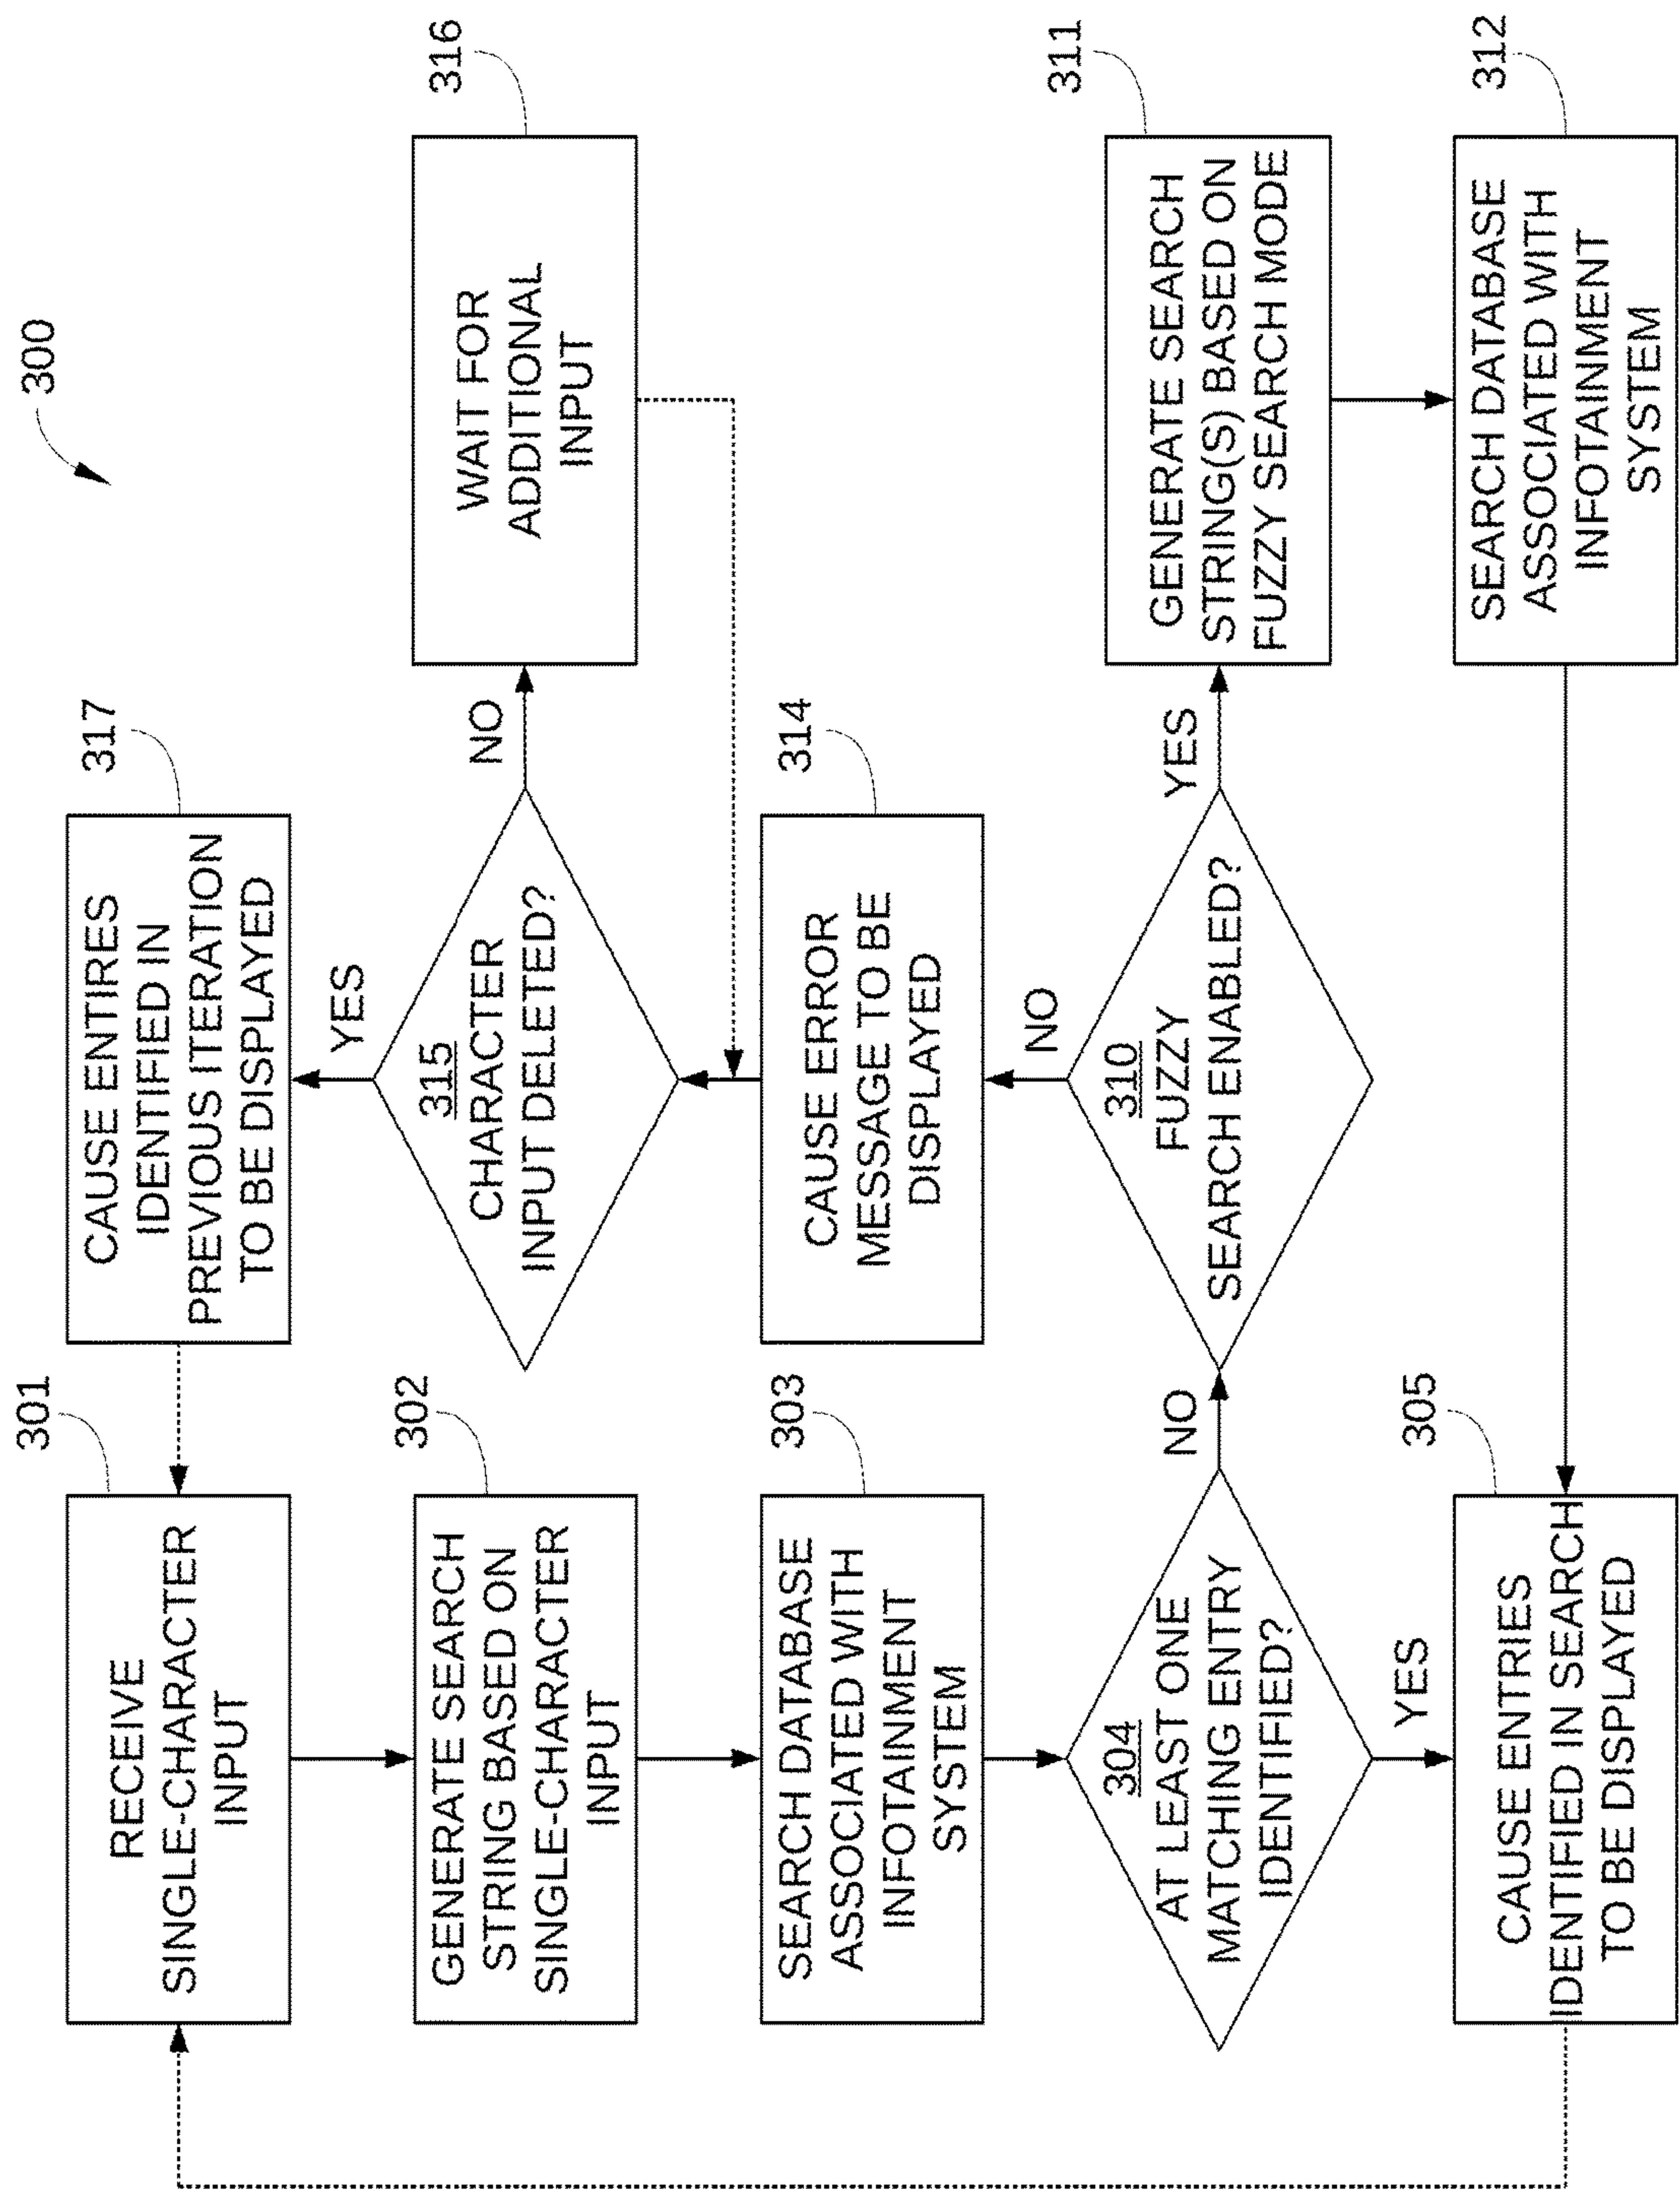 300
301
RECEIVE
SINGLE-CHARACTER
INPUT
302
GENERATE SEARCH
STRING BASED ON
SINGLE-CHARACTER
INPUT
303
SEARCH DATABASE
ASSOCIATED WITH
INFOTAINMENT
SYSTEM
304
AT LEAST ONE
MATCHING ENTRY
IDENTIFIED?
YES
NO
305
CAUSE ENTRIES
IDENTIFIED IN SEARCH
TO BE DISPLAYED
317
CAUSE ENTIRES
IDENTIFIED IN
PREVIOUS ITERATION
TO BE DISPLAYED
YES
315
CHARACTER
INPUT DELETED?
NO
314
CAUSE ERROR
MESSAGE TO BE
DISPLAYED
NO
310
FUZZY
SEARCH ENABLED?
YES
316
WAIT FOR
ADDITIONAL
INPUT
311
GENERATE SEARCH
STRING(S) BASED ON
FUZZY SEARCH MODE
312
SEARCH DATABASE
ASSOCIATED WITH
INFOTAINMENT
SYSTEM